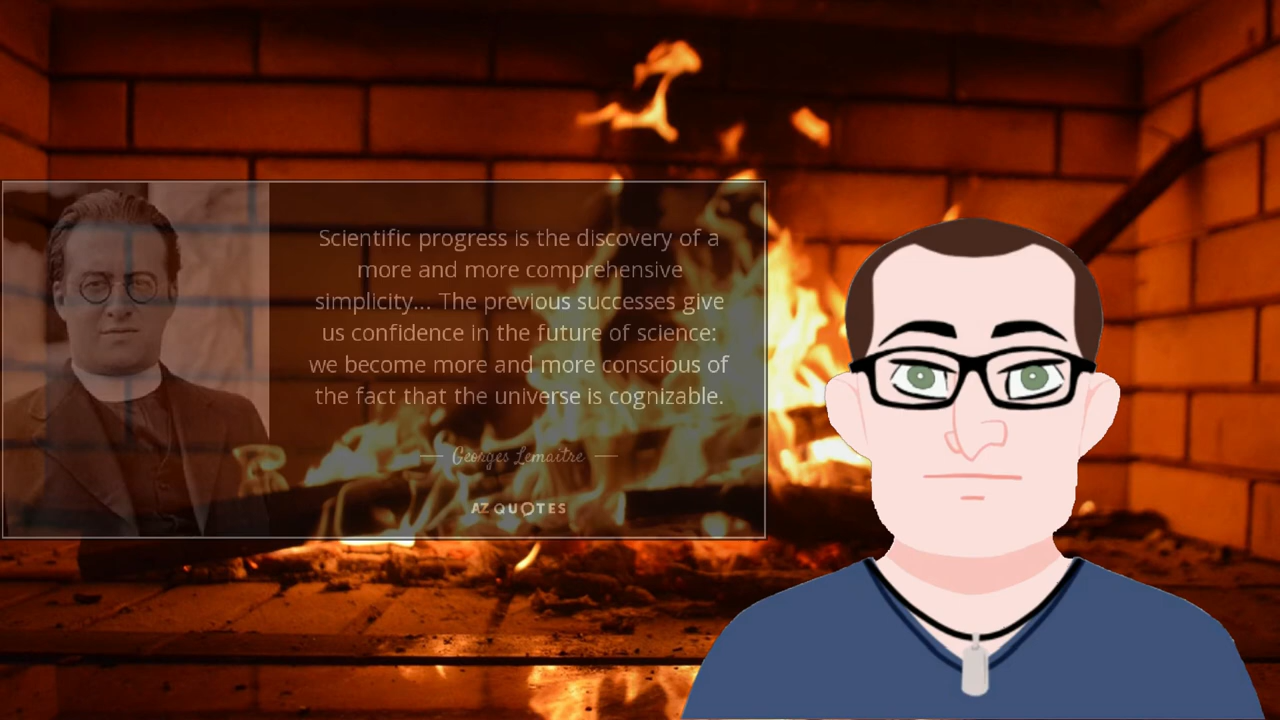 Scientific progress is the discovery of a
more and more comprehensive
simplicity... The previous successes give
us confidence in the future of science:
we become more and more conscious of
the fact that the universe is cognizable.
— Georges Lemaitre —
AZ QUOTES